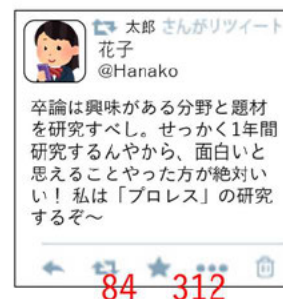 太郎 さんがリツイート
花子
@Hanako
卒論は興味がある分野と題材
を研究すべし。せっかく1年間
研究するんやから、面白いと
思えることやった方が絶対い
い！ 私は「プロレス」の研究
するぞ～
84 312